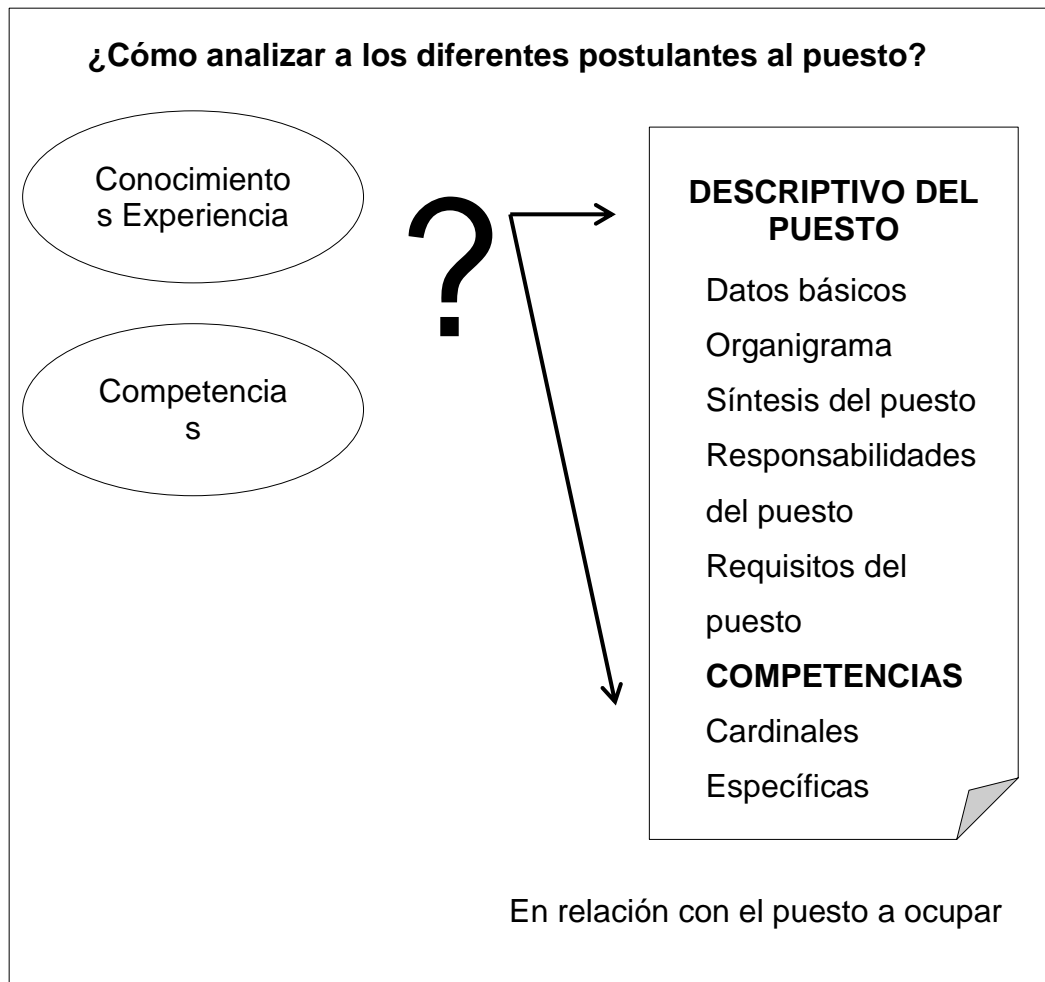 ¿Cómo analizar a los diferentes postulantes al puesto?
Conocimiento
s Experiencia
Competencia
s
?
DESCRIPTIVO DEL
PUESTO
Datos básicos
Organigrama
Síntesis del puesto
Responsabilidades
del puesto
Requisitos del
puesto
COMPETENCIAS
Cardinales
Específicas
En relación con el puesto a ocupar